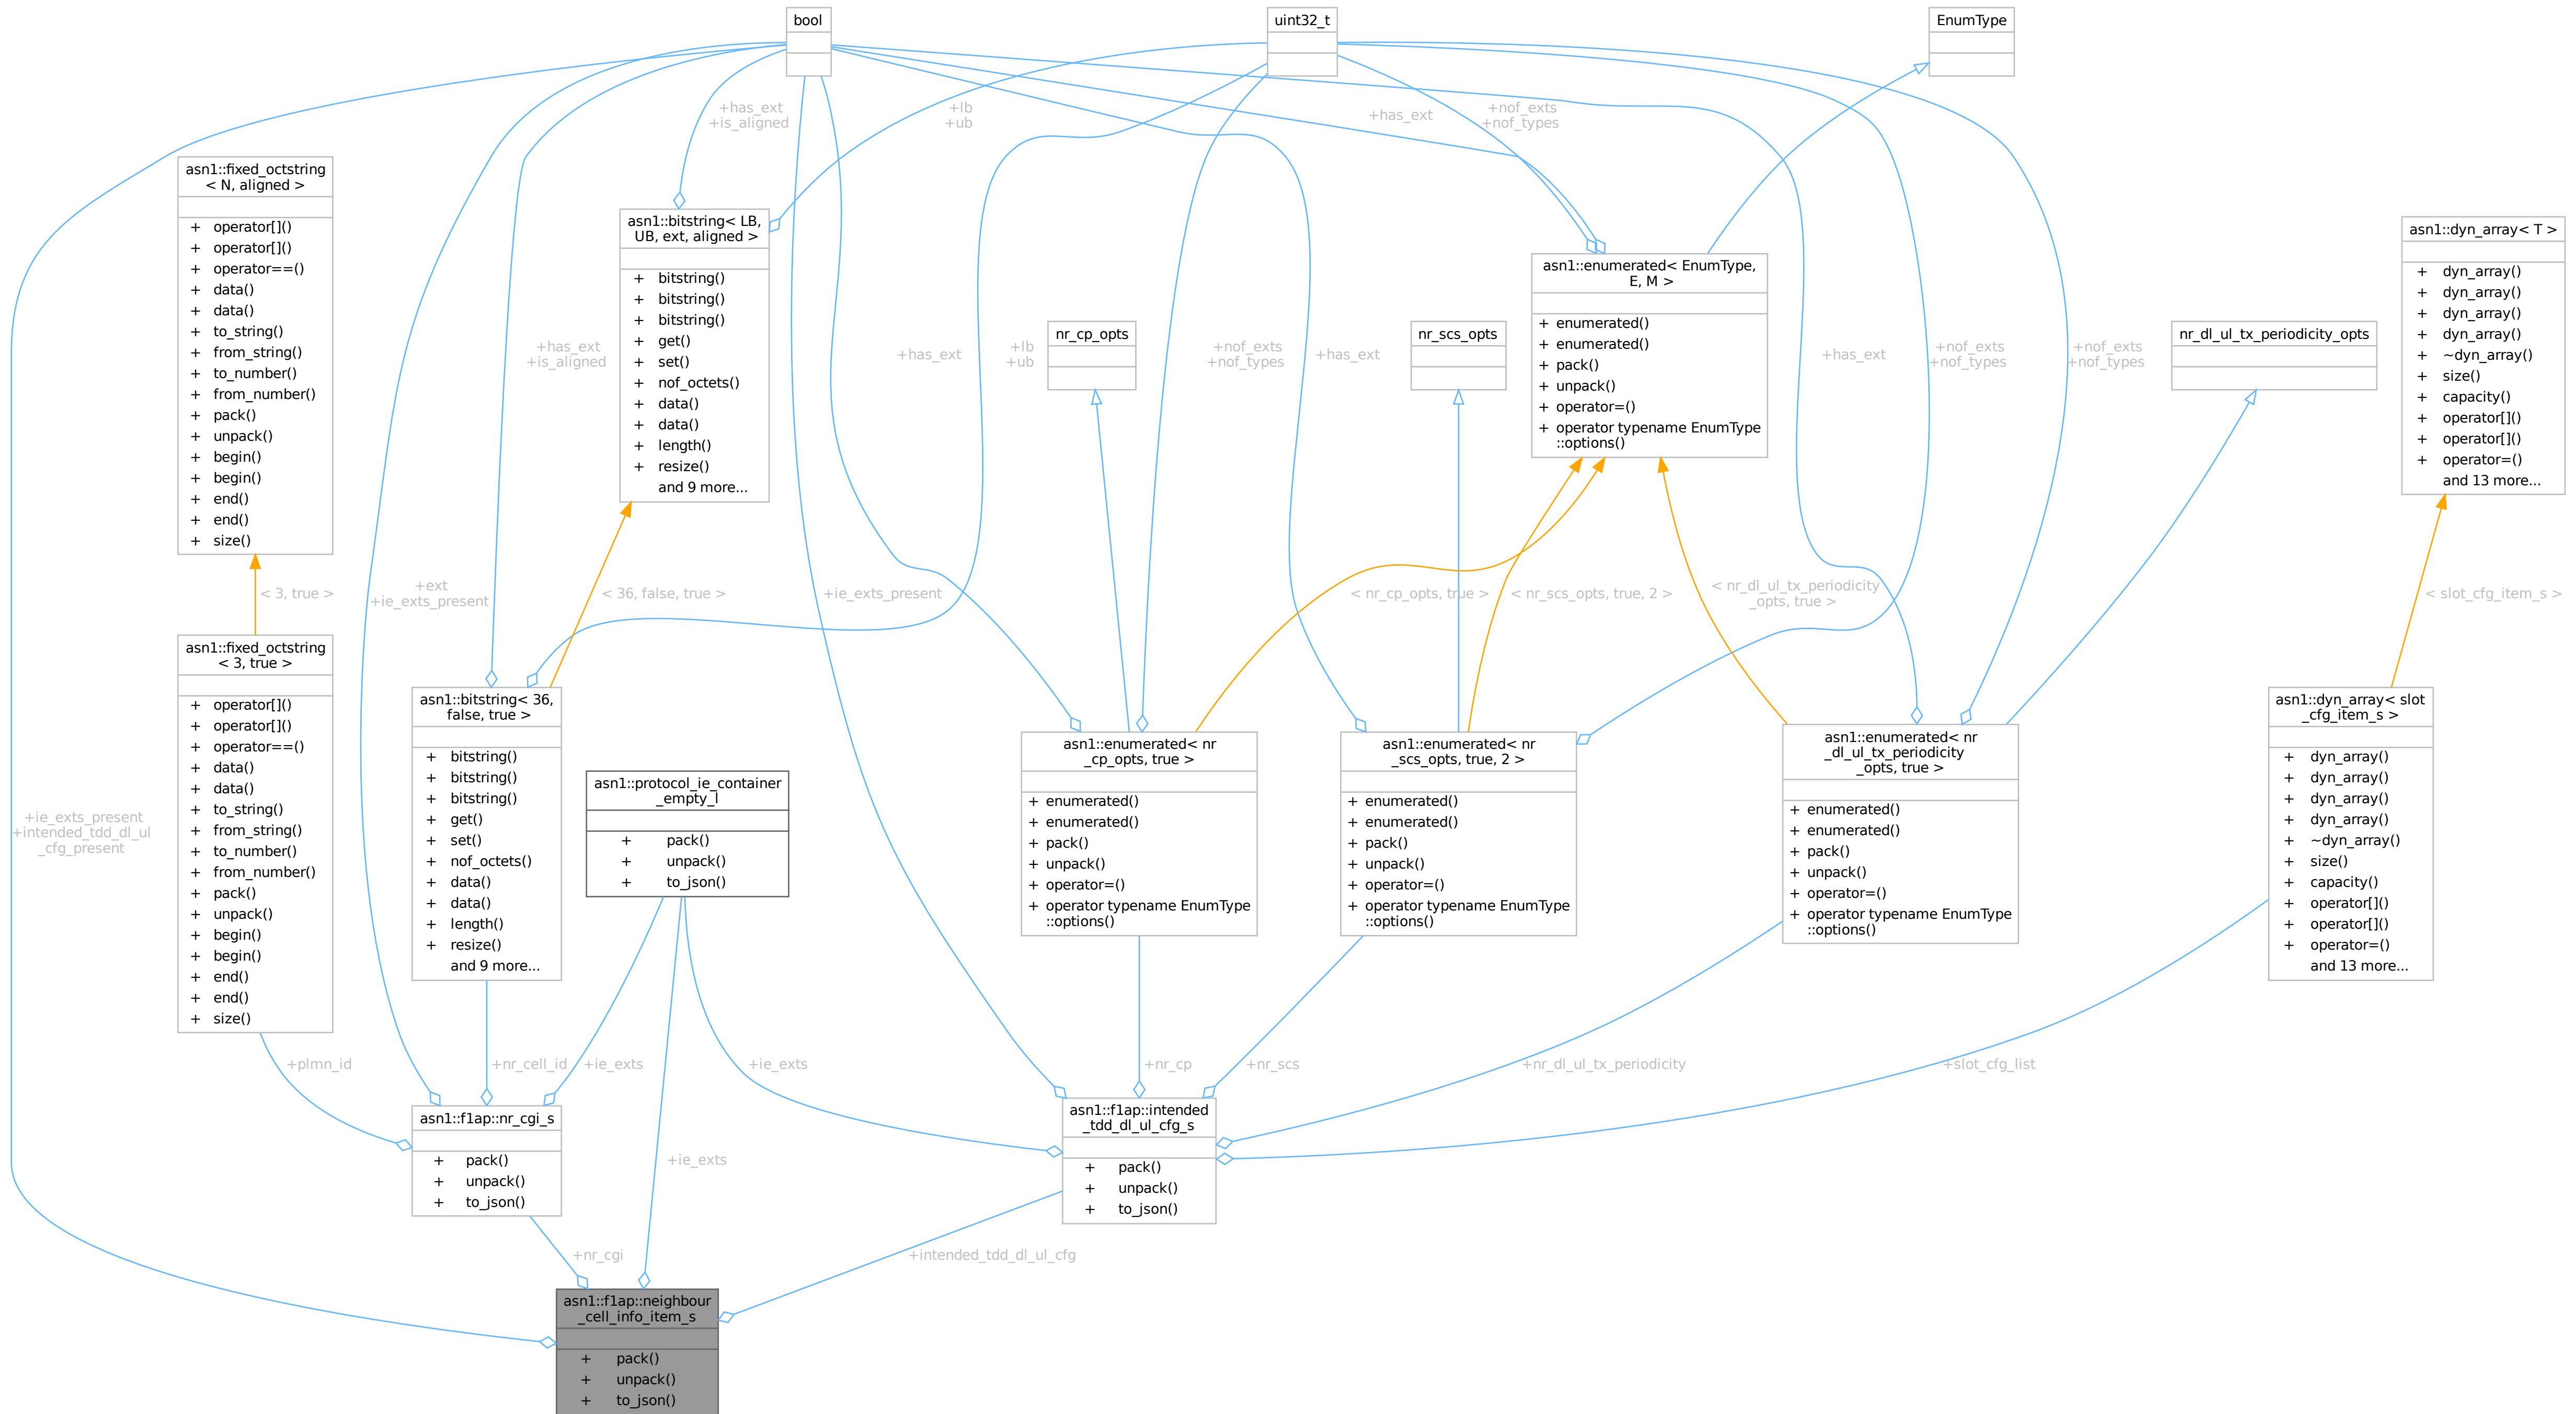 bool
uint32_t
EnumType
+has_ext
+is_aligned
+lb
+ub
+has_ext
+nof_exts
+nof_types
asn1::fixed_octstring
< N, aligned >
+ operator[]()
+ operator[]()
+ operator==()
+ data()
+ data()
+ to_string()
+ from_string()
+ to_number()
+ from_number()
+ pack()
+ unpack()
+ begin()
+ begin()
+ end()
+ end()
+ size()
asn1::bitstring< LB,
UB, ext, aligned >
+ bitstring()
+ bitstring()
+ bitstring()
+ get()
+ set()
+ nof_octets()
+ data()
+ data()
+ length()
+ resize()
and 9 more...
asn1::enumerated< EnumType,
E, M >
+ enumerated()
+ enumerated()
+ pack()
+ unpack()
+ operator=()
+ operator typename EnumType
::options()
asn1::dyn_array< T >
+ dyn_array()
+ dyn_array()
+ dyn_array()
+ dyn_array()
+ ~dyn_array()
+ size()
+ capacity()
+ operator[]()
+ operator[]()
+ operator=()
and 13 more...
nr_cp_opts
nr_scs_opts
nr_dl_ul_tx_periodicity_opts
+has_ext
+is_aligned
+has_ext
+lb
+ub
+nof_exts
+nof_types
+has_ext
+has_ext
+nof_exts
+nof_types
+nof_exts
+nof_types
< 3, true >
+ext
+ie_exts_present
< 36, false, true >
+ie_exts_present
< nr_cp_opts, true >
< nr_scs_opts, true, 2 >
< nr_dl_ul_tx_periodicity
_opts, true >
< slot_cfg_item_s >
asn1::fixed_octstring
< 3, true >
+ operator[]()
+ operator[]()
+ operator==()
+ data()
+ data()
+ to_string()
+ from_string()
+ to_number()
+ from_number()
+ pack()
+ unpack()
+ begin()
+ begin()
+ end()
+ end()
+ size()
asn1::bitstring< 36,
false, true >
+ bitstring()
+ bitstring()
+ bitstring()
+ get()
+ set()
+ nof_octets()
+ data()
+ data()
+ length()
+ resize()
and 9 more...
asn1::protocol_ie_container
_empty_l
+ pack()
+ unpack()
+ to_json()
asn1::enumerated< nr
_cp_opts, true >
+ enumerated()
+ enumerated()
+ pack()
+ unpack()
+ operator=()
+ operator typename EnumType
::options()
asn1::enumerated< nr
_scs_opts, true, 2 >
+ enumerated()
+ enumerated()
+ pack()
+ unpack()
+ operator=()
+ operator typename EnumType
::options()
asn1::enumerated< nr
_dl_ul_tx_periodicity
_opts, true >
+ enumerated()
+ enumerated()
+ pack()
+ unpack()
+ operator=()
+ operator typename EnumType
::options()
asn1::dyn_array< slot
_cfg_item_s >
+ dyn_array()
+ dyn_array()
+ dyn_array()
+ dyn_array()
+ ~dyn_array()
+ size()
+ capacity()
+ operator[]()
+ operator[]()
+ operator=()
and 13 more...
+ie_exts_present
+intended_tdd_dl_ul
_cfg_present
+plmn_id
+nr_cell_id
+ie_exts
+ie_exts
+nr_cp
+nr_scs
+nr_dl_ul_tx_periodicity
+slot_cfg_list
asn1::f1ap::nr_cgi_s
+ pack()
+ unpack()
+ to_json()
+ie_exts
asn1::f1ap::intended
_tdd_dl_ul_cfg_s
+ pack()
+ unpack()
+ to_json()
+nr_cgi
+intended_tdd_dl_ul_cfg
asn1::f1ap::neighbour
_cell_info_item_s
+ pack()
+ unpack()
+ to_json()